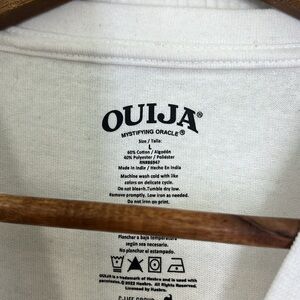 OUIJA®
MYSTIFYING ORACLE®
Size / Talla:
L
60% Cotton / Algodón
40% Polyester / Poliéster
Made in India / Hecho En India
Machine wash cold with like
colors on delicate cycle.
Do not bleach. Tumble dry low.
Remove promptly. Low iron as needed.
Do not iron on print.
Planchar a baja temperatura
según sea necesario.
No planchar el estampado.
OUIJA is a trademark of Hasbro and is used with
permission. © 2022 Hasbro. All Rights Reserved.
Licensed by Hasbro.